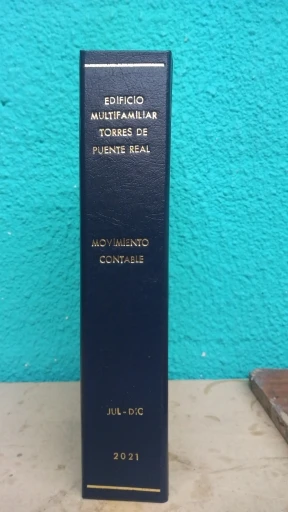 EDIFICIO
MULTIFAMILIAR
TORRES DE
PUENTE REAL
MOVIMIENTO
CONTABLE
JUL - DIC
2021